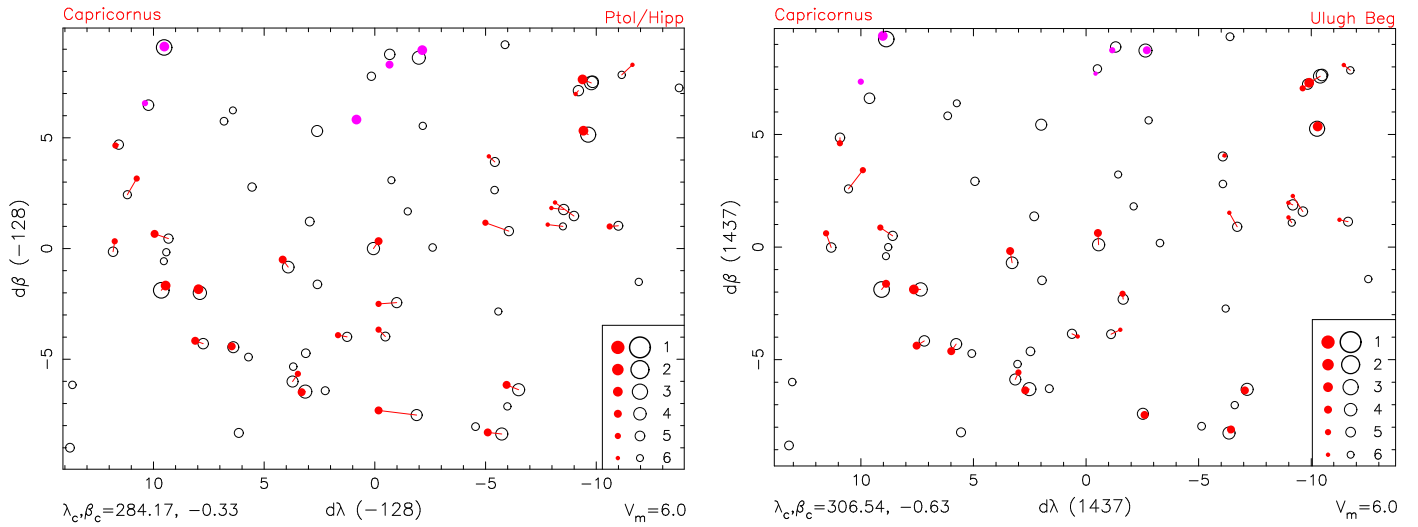 Capricornus Ptol/Hipp
5
0
−5
dβ (−128)
1
2
3
4
5
6
10 5 0 −5 −10
λc,βc=284.17, −0.33 dλ (−128) Vm=6.0
Capricornus Ulugh Beg
5
0
−5
dβ (1437)
1
2
3
4
5
6
10 5 0 −5 −10
λc,βc=306.54, −0.63 dλ (1437) Vm=6.0